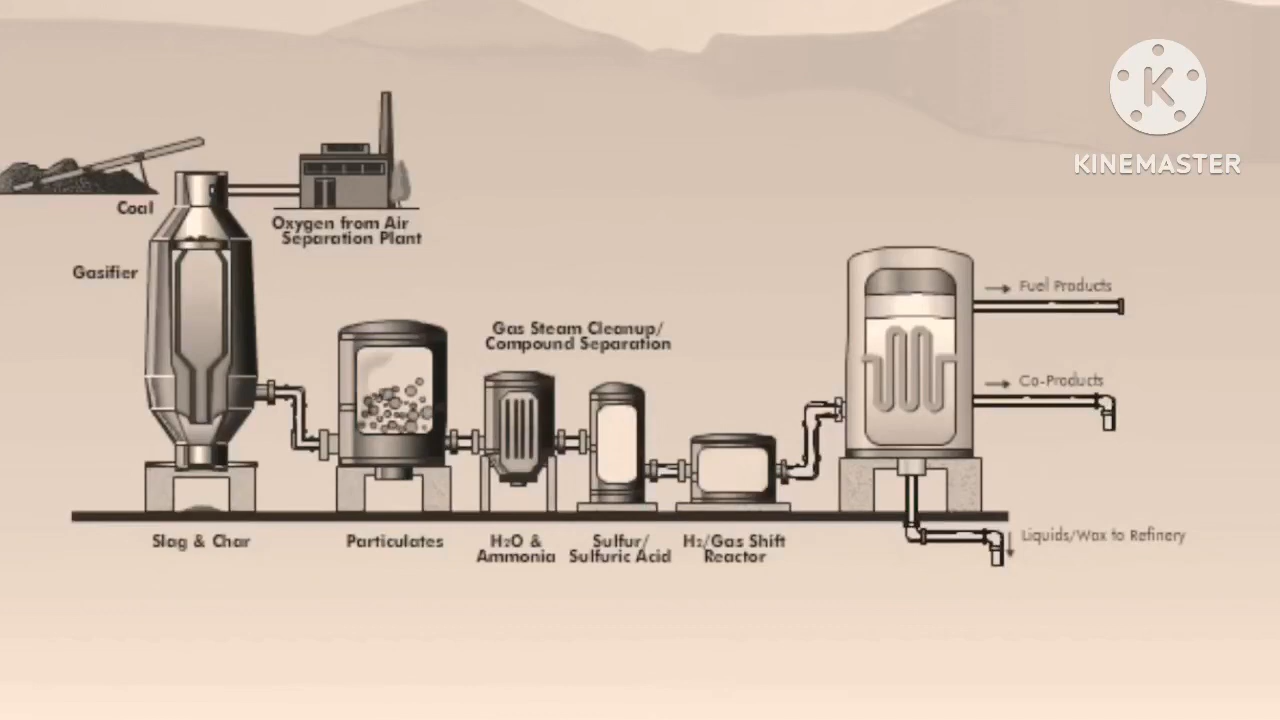 KINEMASTER
Coal
Oxygen from Air
Separation Plant
Gasifier
Fuel Products
Gas Steam Cleanup/
Compound Separation
Co-Products
Liquids/Wax to Refinery
Slag & Char
Particulates
H2O &
Ammonia
Sulfur/
Sulfuric Acid
H2/Gas Shift
Reactor